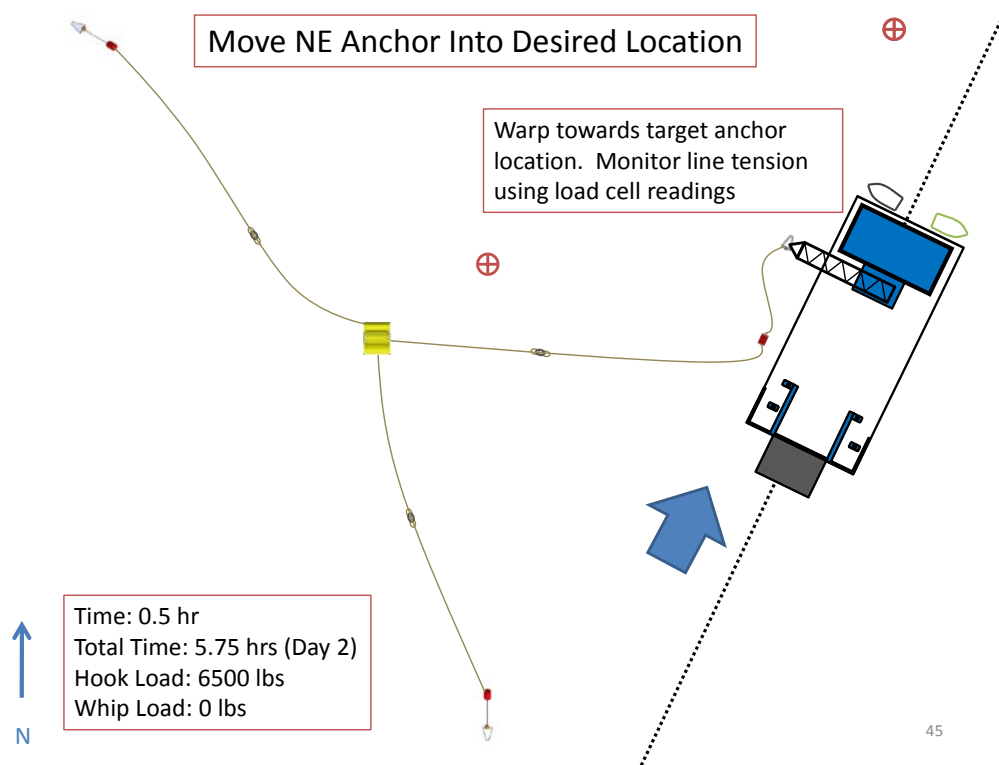 Move NE Anchor Into Desired Location
Warp towards target anchor
location.  Monitor line tension
using load cell readings
Time: 0.5 hr
Total Time: 5.75 hrs (Day 2)
Hook Load: 6500 lbs
Whip Load: 0 lbs
N
45